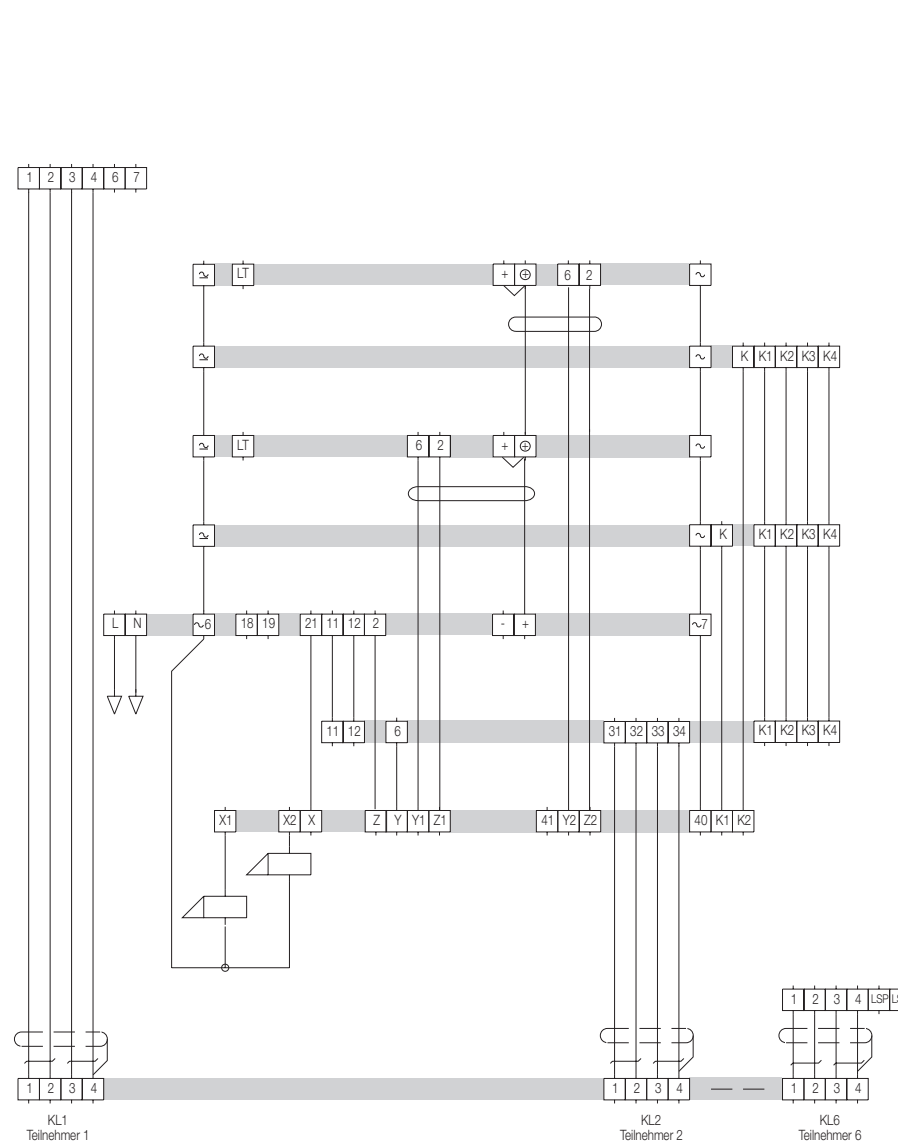 1 2 3 4 6 7
LT + ⊕ 6 2 ~
~ K K1 K2 K3 K4
LT 6 2 + ⊕ ~
~ K K1 K2 K3 K4
L N ~6 18 19 21 11 12 2 - + ~7
11 12 6 31 32 33 34 K1 K2 K3 K4
X1 X2 X Z Y Y1 Z1 41 Y2 Z2 40 K1 K2
1 2 3 4 LSP
1 2 3 4 1 2 3 4 1 2 3 4
KL1 KL2 KL6
Teilnehmer 1 Teilnehmer 2 Teilnehmer 6